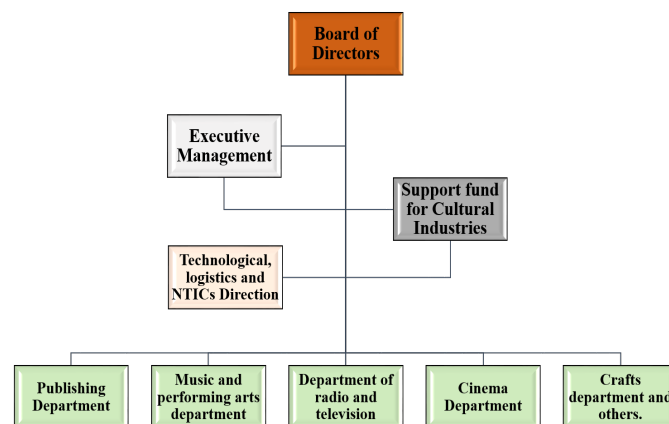 Board of
Directors
Executive
Management
Support fund
for Cultural
Industries
Technological,
logistics and
NTICs Direction
Publishing
Department
Music and
performing arts
department
Department of
radio and
television
Cinema
Department
Crafts
department and
others.